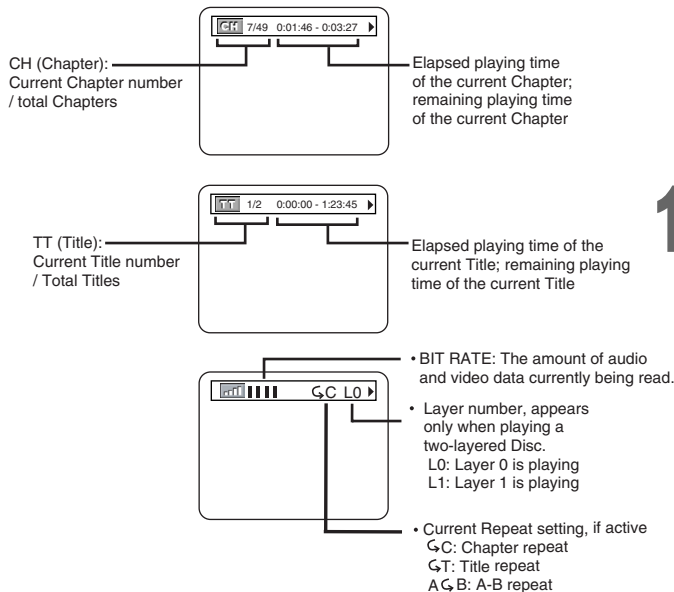 CH 7/49 0:01:46 - 0:03:27
CH (Chapter):
Current Chapter number
/ total Chapters
Elapsed playing time
of the current Chapter;
remaining playing time
of the current Chapter
1
TT 1/2 0:00:00 - 1:23:45
TT (Title):
Current Title number
/ Total Titles
Elapsed playing time of the
current Title; remaining playing
time of the current Title
• BIT RATE: The amount of audio
and video data currently being read.
C L0
• Layer number, appears
only when playing a
two-layered Disc.
L0: Layer 0 is playing
L1: Layer 1 is playing
• Current Repeat setting, if active
C: Chapter repeat
T: Title repeat
A B: A-B repeat